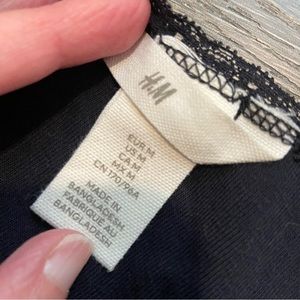 H&M
EUR M
US M
CA M
MX M
CN 170/96A
MADE IN
BANGLADESH
FABRIQUÉ AU
BANGLADESH